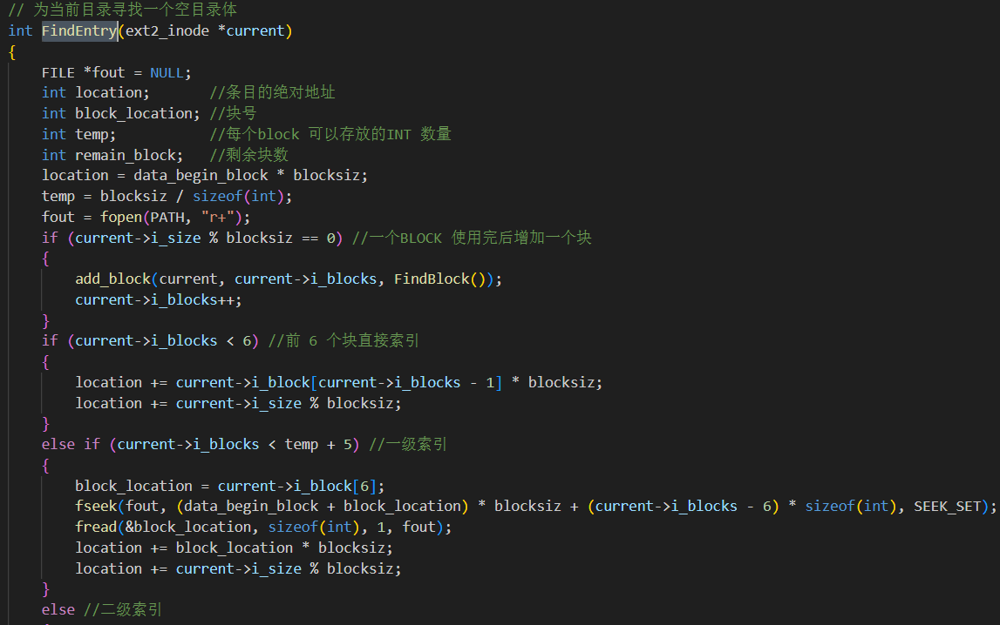 // 为当前目录寻找一个空目录体
int FindEntry(ext2_inode *current)
{
    FILE *fout = NULL;
    int location;       //条目的绝对地址
    int block_location; //块号
    int temp;           //每个block 可以存放的INT 数量
    int remain_block;   //剩余块数
    location = data_begin_block * blocksiz;
    temp = blocksiz / sizeof(int);
    fout = fopen(PATH, "r+");
    if (current->i_size % blocksiz == 0) //一个BLOCK 使用完后增加一个块
    {
        add_block(current, current->i_blocks, FindBlock());
        current->i_blocks++;
    }
    if (current->i_blocks < 6) //前 6 个块直接索引
    {
        location += current->i_block[current->i_blocks - 1] * blocksiz;
        location += current->i_size % blocksiz;
    }
    else if (current->i_blocks < temp + 5) //一级索引
    {
        block_location = current->i_block[6];
        fseek(fout, (data_begin_block + block_location) * blocksiz + (current->i_blocks - 6) * sizeof(int), SEEK_SET);
        fread(&block_location, sizeof(int), 1, fout);
        location += block_location * blocksiz;
        location += current->i_size % blocksiz;
    }
    else //二级索引